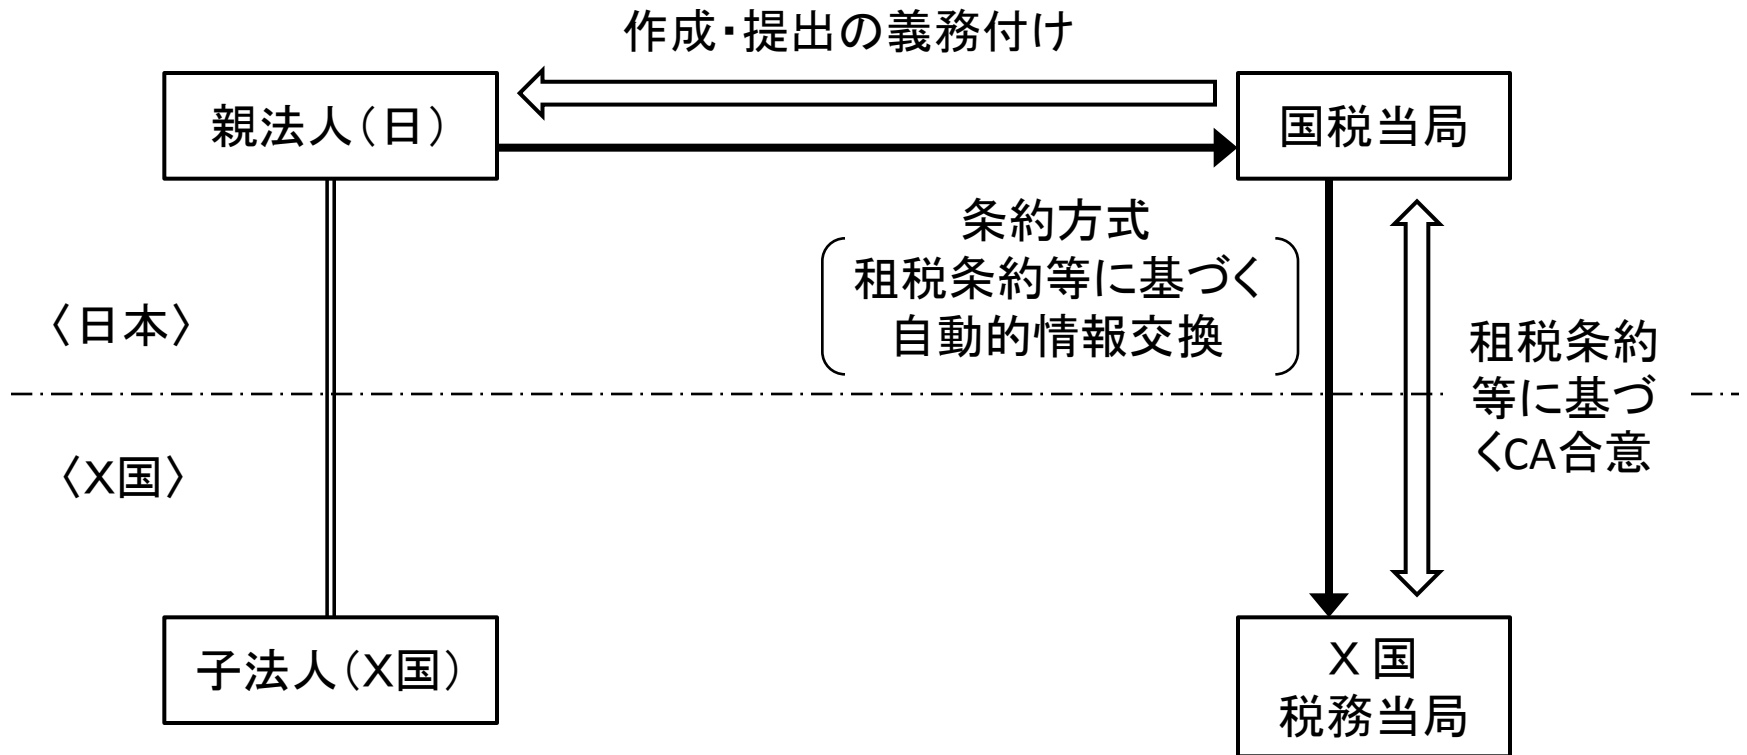 作成・提出の義務付け
親法人（日）
国税当局
条約方式
租税条約等に基づく
自動的情報交換
〈日本〉
租税条約
等に基づ
くCA合意
〈X国〉
子法人（X国）
X 国
税務当局